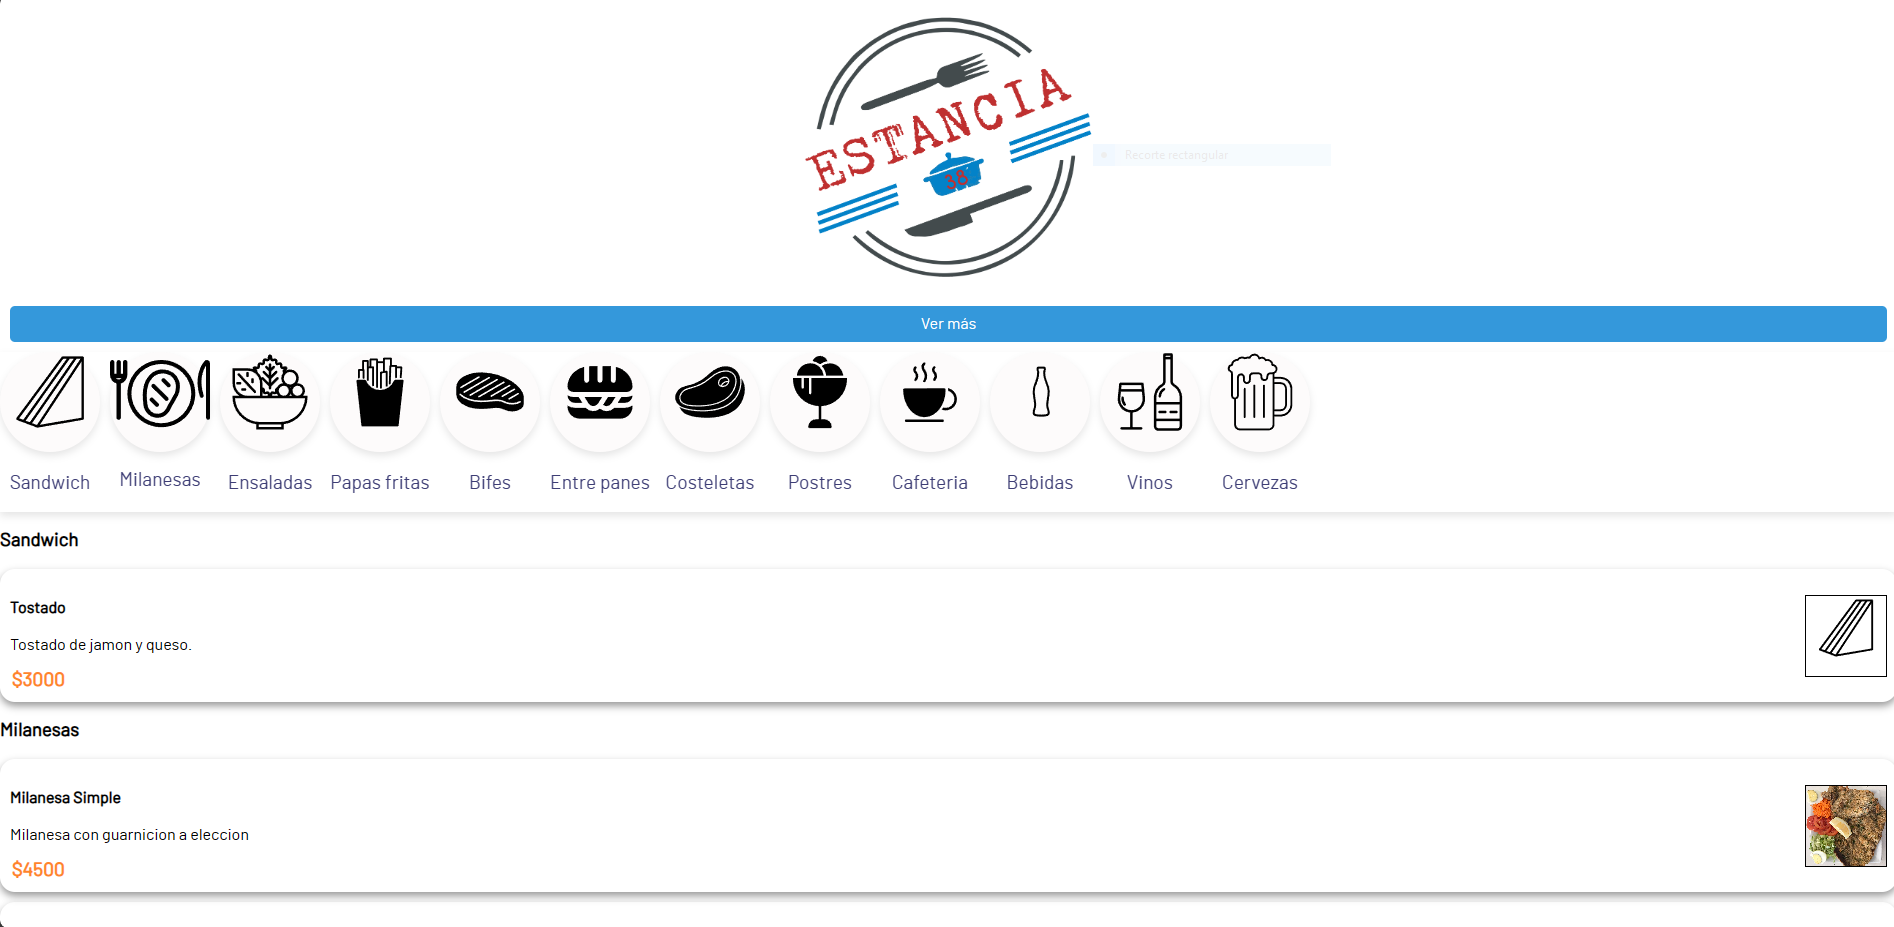 ESTANCIA
38
Recorte rectangular
Ver más
Sandwich
Milanesas
Ensaladas
Papas fritas
Bifes
Entre panes
Costeletas
Postres
Cafeteria
Bebidas
Vinos
Cervezas
Sandwich
Tostado
Tostado de jamon y queso.
$3000
Milanesas
Milanesa Simple
Milanesa con guarnicion a eleccion
$4500